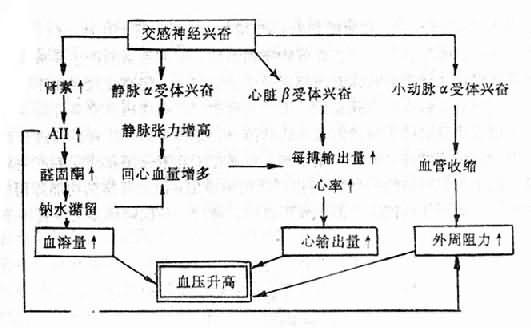 交感神经兴奋
肾素↑ 静脉α受体兴奋 心脏β受体兴奋 小动脉α受体兴奋
AII↑ 静脉张力增高
醛固酮↑ 回心血量增多 每搏输出量↑ 血管收缩
心率↑
钠水潴留
血溶量↑ 心输出量↑ 外周阻力↑
血压升高